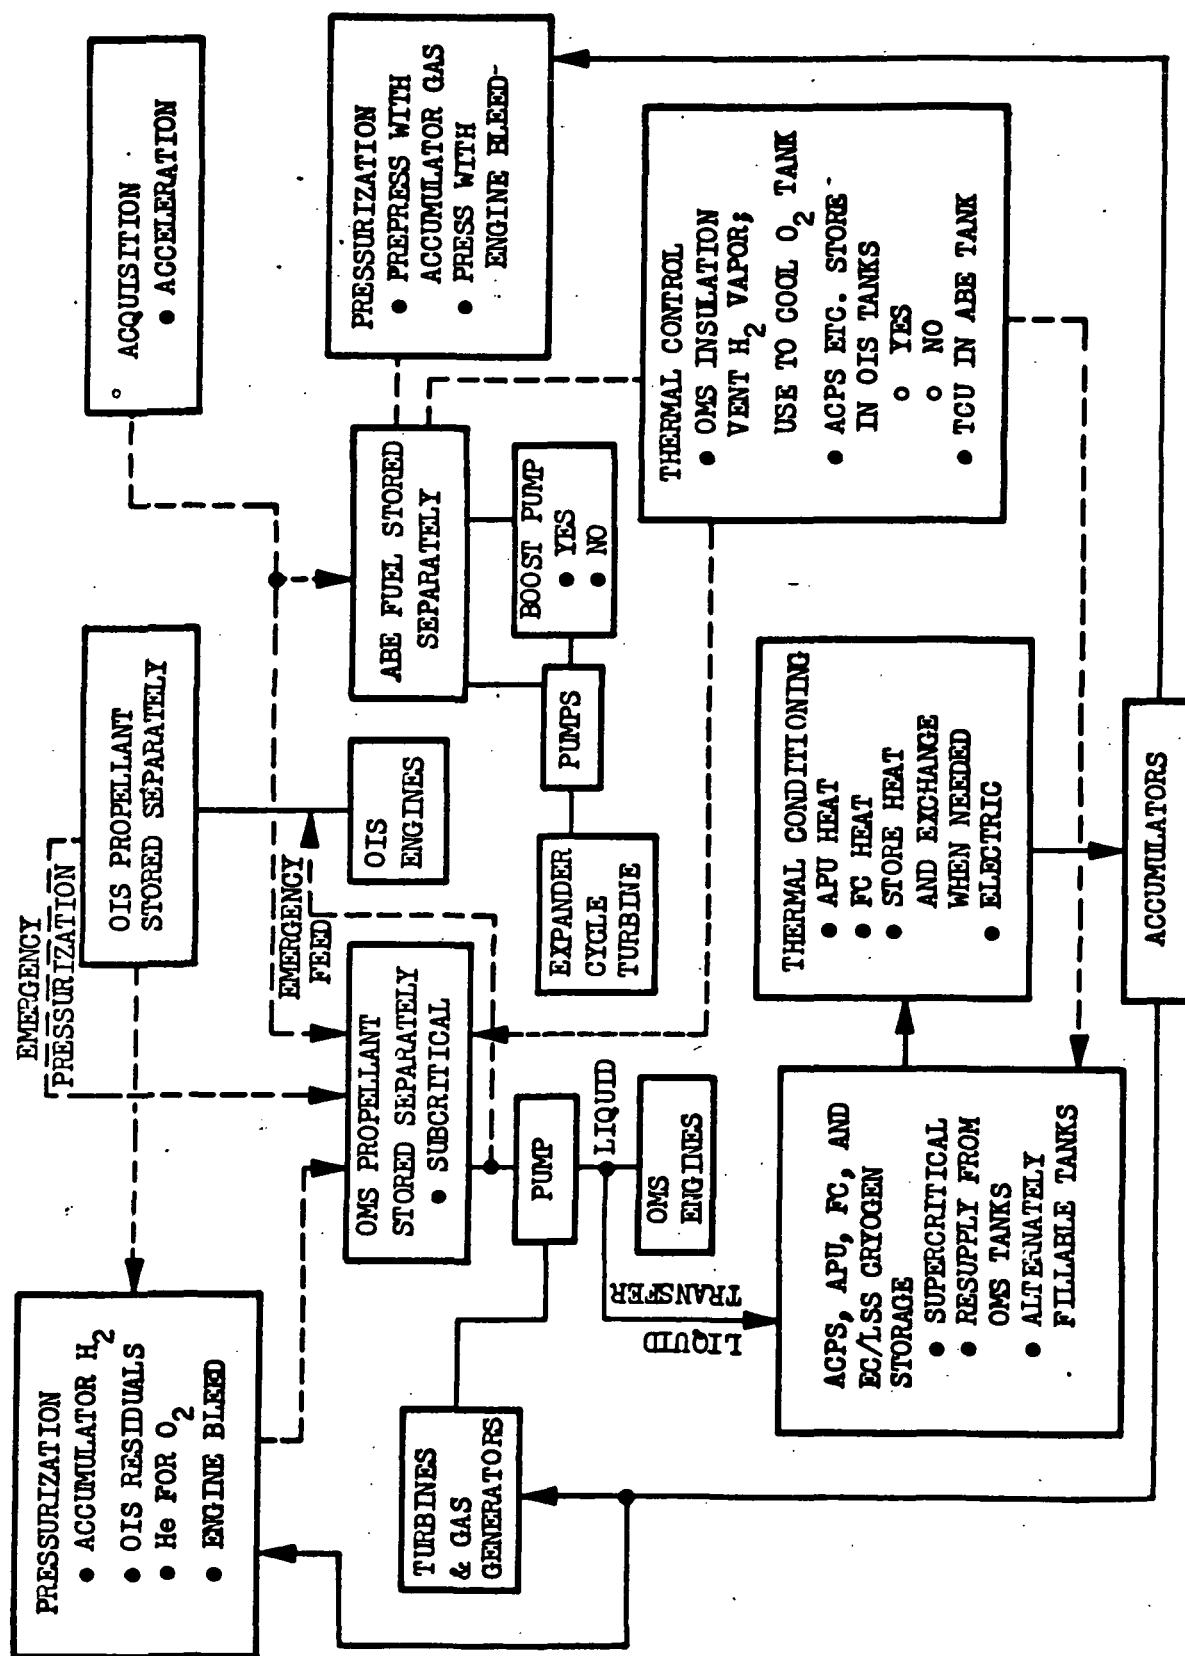 PRESSURIZATION
● ACCUMULATOR H2
● OIS RESIDUALS
● He FOR O2
● ENGINE BLEED
EMERGENCY
PRESSURIZATION
OIS PROPELLANT
STORED SEPARATELY
○ ACQUISITION
● ACCELERATION
TURBINES
& GAS
GENERATORS
OMS PROPELLANT
STORED SEPARATELY
● SUBCRITICAL
EMERGENCY
FEED
OIS
ENGINES
ABE FUEL STORED
SEPARATELY
PRESSURIZATION
● PREPRESS WITH
ACCUMULATOR GAS
● PRESS WITH
ENGINE BLEED-
PUMP
LIQUID
OMS
ENGINES
EXPANDER
CYCLE
TURBINE
PUMPS
BOOST PUMP
● YES
● NO
LIQUID
TRANSFER
THERMAL CONTROL
● OMS INSULATION
VENT H2 VAPOR;
USE TO COOL O2 TANK
● ACPS ETC. STORE
IN OIS TANKS
○ YES
○ NO
● TCU IN ABE TANK
ACPS, APU, FC, AND
EC/LSS CRYOGEN
STORAGE
● SUPERCRITICAL
● RESUPPLY FROM
OMS TANKS
● ALTERNATELY
FILLABLE TANKS
THERMAL CONDITIONING
● APU HEAT
● FC HEAT
● STORE HEAT
AND EXCHANGE
WHEN NEEDED
● ELECTRIC
ACCUMULATORS